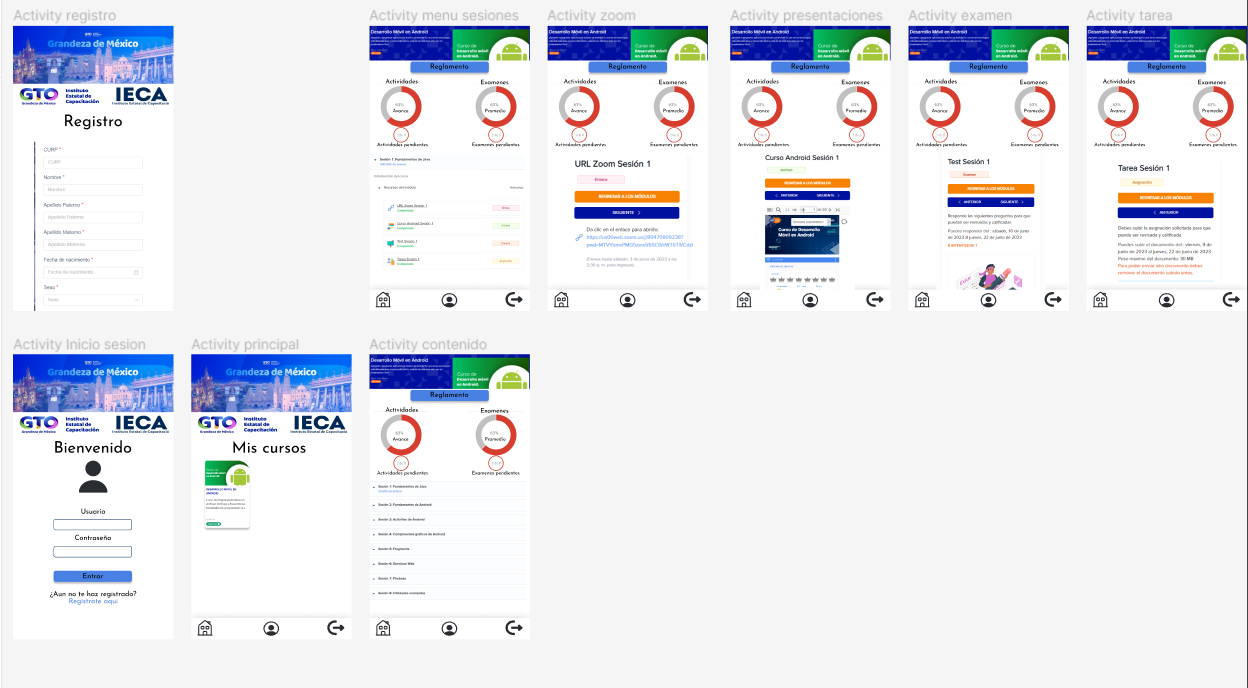 Activity registro
Grandeza de México
GTO
Grandeza de México
Instituto
Estatal de
Capacitación
IECA
Instituto Estatal de Capacitació
Registro
CURP *
CURP
Nombre *
Nombre
Apellido Paterno *
Apellido Paterno
Apellido Materno *
Apellido Materno
Fecha de nacimiento *
Fecha de nacimiento
Sexo *
Sexo
Activity menu sesiones
Desarrollo Móvil en Android
Curso de
Desarrollo móvil
en Android.
Reglamento
Actividades
Examenes
63%
Avance
63%
Promedio
Actividades pendientes
Examenes pendientes
Sesión 1: Fundamentos de Java
URL Zoom Sesión 1
Curso Android Sesión 1
Test Sesión 1
Tarea Sesión 1
Activity zoom
Desarrollo Móvil en Android
Curso de
Desarrollo móvil
en Android.
Reglamento
Actividades
Examenes
63%
Avance
63%
Promedio
Actividades pendientes
Examenes pendientes
URL Zoom Sesión 1
Enlace
REGRESAR A LOS MÓDULOS
SIGUIENTE >
Da clic en el enlace para abrirlo:
Activity presentaciones
Desarrollo Móvil en Android
Curso de
Desarrollo móvil
en Android.
Reglamento
Actividades
Examenes
63%
Avance
63%
Promedio
Actividades pendientes
Examenes pendientes
Curso Android Sesión 1
REGRESAR A LOS MÓDULOS
< ANTERIOR
SIGUIENTE >
Curso de Desarrollo
Móvil en Android
Activity examen
Desarrollo Móvil en Android
Curso de
Desarrollo móvil
en Android.
Reglamento
Actividades
Examenes
63%
Avance
63%
Promedio
Actividades pendientes
Examenes pendientes
Test Sesión 1
Examen
REGRESAR A LOS MÓDULOS
< ANTERIOR
SIGUIENTE >
Responde las siguientes preguntas para que
puedan ser revisadas y calificadas.
Puedes responder del : sábado, 10 de junio
de 2023 al jueves, 22 de junio de 2023
Activity tarea
Desarrollo Móvil en Android
Curso de
Desarrollo móvil
en Android.
Reglamento
Actividades
Examenes
63%
Avance
63%
Promedio
Actividades pendientes
Examenes pendientes
Tarea Sesión 1
Asignación
REGRESAR A LOS MÓDULOS
< ANTERIOR
Debes subir la asignación solicitada para que
pueda ser revisada y calificada
Puedes subir el documento del : viernes, 9 de
junio de 2023 al jueves, 22 de junio de 2023
Peso máximo del documento: 30 MB
Para poder enviar otro documento debes
remover el documento subido antes.
Activity Inicio sesion
Grandeza de México
GTO
Grandeza de México
Instituto
Estatal de
Capacitación
IECA
Instituto Estatal de Capacitació
Bienvenido
Usuario
Contraseña
Entrar
¿Aun no te haz registrado?
Registrate aqui
Activity principal
Grandeza de México
GTO
Grandeza de México
Instituto
Estatal de
Capacitación
IECA
Instituto Estatal de Capacitació
Mis cursos
Activity contenido
Desarrollo Móvil en Android
Curso de
Desarrollo móvil
en Android.
Reglamento
Actividades
Examenes
63%
Avance
63%
Promedio
Actividades pendientes
Examenes pendientes
Sesión 1: Fundamentos de Java
Sesión 2: Fundamentos de Android
Sesión 3: Activities de Android
Sesión 4: Componentes gráficos de Android
Sesión 5: Fragments
Sesión 6: Servicios Web
Sesión 7: Firebase